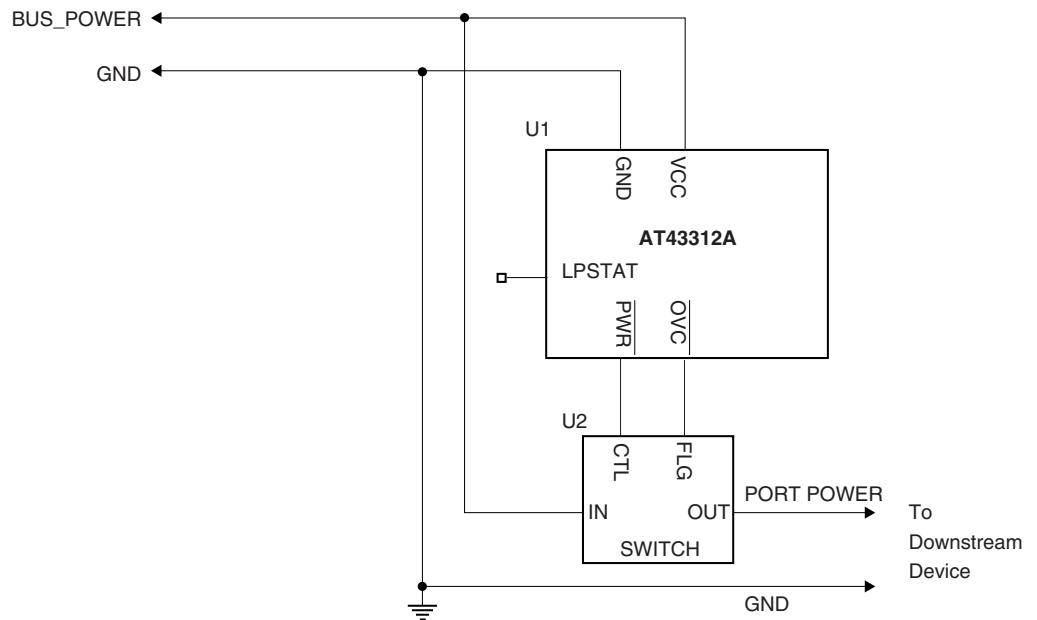 BUS_POWER
GND
U1
GND
VCC
AT43312A
LPSTAT
PWR
OVC
U2
CTL
FLG
IN
OUT
SWITCH
PORT POWER
To
Downstream
Device
GND